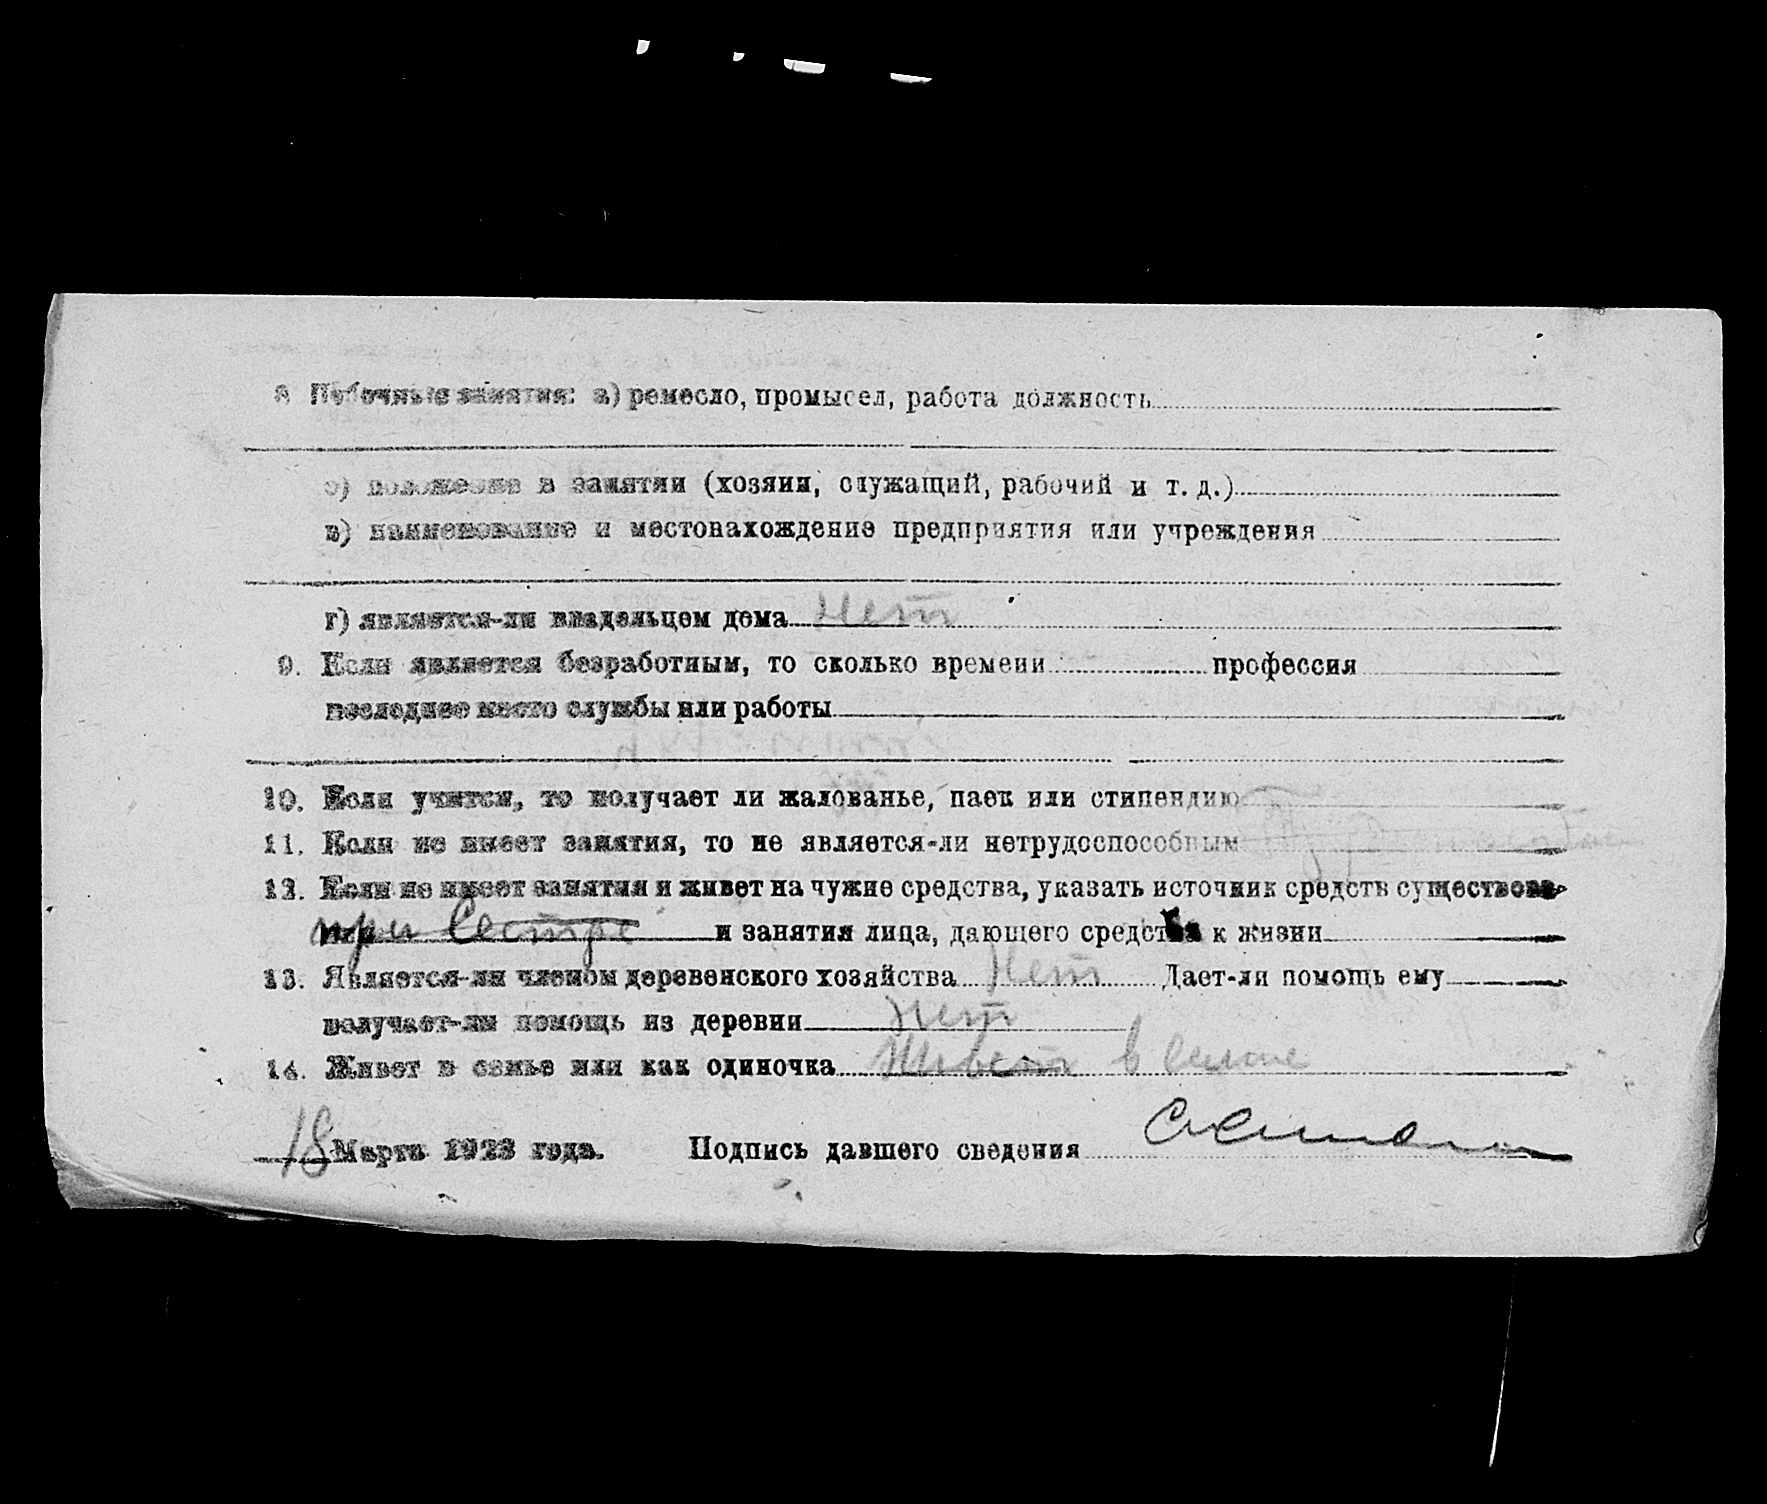 8 Побочные занятия: а) ремесло, промысел, работа должность
б) положение в занятии (хозяин, служащий, рабочий и т. д.)
в) наименование и местонахождение предприятия или учреждения
г) является-ли владельцем дома Нет
9. Если является безработным, то сколько времени профессия
последнее место службы или работы
10. Если учится, то получает ли жалованье, паек или стипендию
11. Если не имеет занятия, то не является-ли нетрудоспособным
12. Если не имеет занятия и живет на чужие средства, указать источник средств существова-
при Сестре и занятия лица, дающего средства к жизни
13. Является-ли членом деревенского хозяйства Нет Дает-ли помощь ему
получает-ли помощь из деревни Нет
14. Живет в семье или как одиночка Живет в семье
18 Марта 1923 года. Подпись давшего сведения